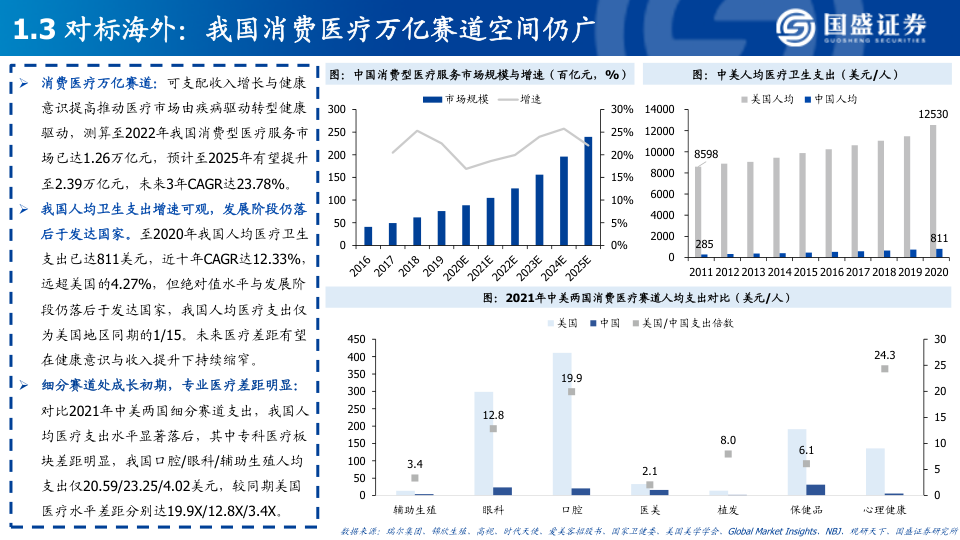 1.3 对标海外：我国消费医疗万亿赛道空间仍广
国盛证券
GUOSHENG SECURITIES
➢ 消费医疗万亿赛道：可支配收入增长与健康
意识提高推动医疗市场由疾病驱动转型健康
驱动，测算至2022年我国消费型医疗服务市
场已达1.26万亿元，预计至2025年有望提升
至2.39万亿元，未来3年CAGR达23.78%。
➢ 我国人均卫生支出增速可观，发展阶段仍落
后于发达国家。至2020年我国人均医疗卫生
支出已达811美元，近十年CAGR达12.33%，
远超美国的4.27%，但绝对值水平与发展阶
段仍落后于发达国家，我国人均医疗支出仅
为美国地区同期的1/15。未来医疗差距有望
在健康意识与收入提升下持续缩窄。
➢ 细分赛道处成长初期，专业医疗差距明显：
对比2021年中美两国细分赛道支出，我国人
均医疗支出水平显著落后，其中专科医疗板
块差距明显，我国口腔/眼科/辅助生殖人均
支出仅20.59/23.25/4.02美元，较同期美国
医疗水平差距分别达19.9X/12.8X/3.4X。
图：中国消费型医疗服务市场规模与增速（百亿元，%）
市场规模 增速
300 30%
250 25%
200 20%
150 15%
100 10%
50 5%
0 0%
2016 2017 2018 2019 2020E 2021E 2022E 2023E 2024E 2025E
图：中美人均医疗卫生支出（美元/人）
美国人均 中国人均
14000
12000
10000
8000
6000
4000
2000
0
8598
12530
285
811
2011 2012 2013 2014 2015 2016 2017 2018 2019 2020
图：2021年中美两国消费医疗赛道人均支出对比（美元/人）
美国 中国 美国/中国支出倍数
450 30
400 25
350 20
300 15
250 10
200 5
150 0
100
50
0
3.4 12.8 19.9 2.1 8.0 6.1 24.3
辅助生殖 眼科 口腔 医美 植发 保健品 心理健康
数据来源：瑞尔集团、锦欣生殖、高视、时代天使、爱美客招股书、国家卫健委、美国美学学会、Global Market Insights、NBJ、观研天下、国盛证券研究所